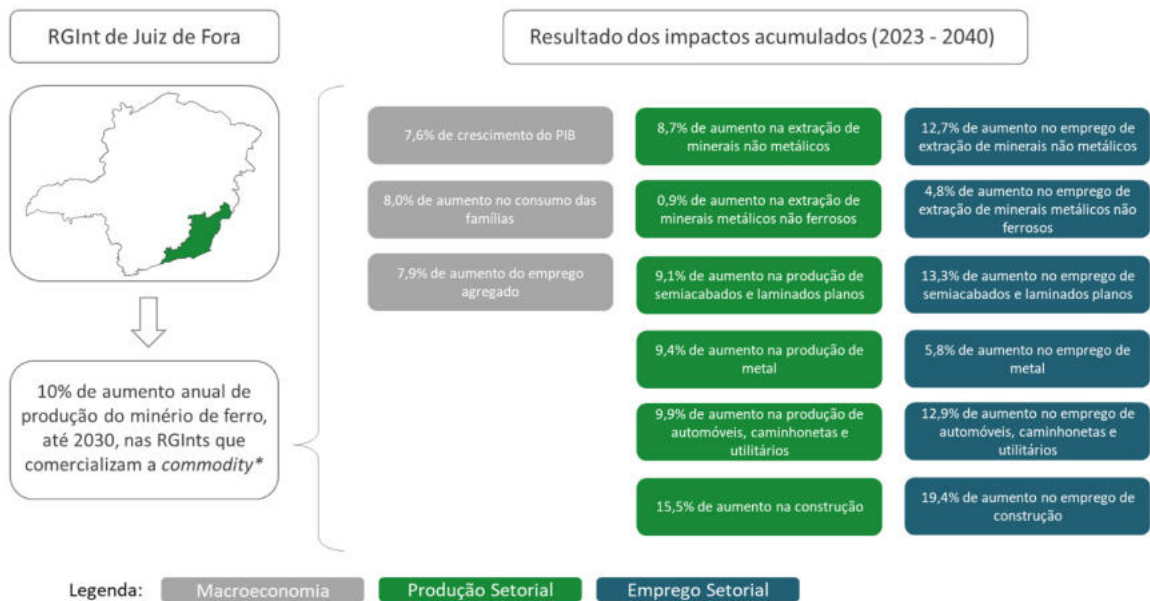 RGInt de Juiz de Fora
Resultado dos impactos acumulados (2023 - 2040)
10% de aumento anual de
produção do minério de ferro,
até 2030, nas RGInts que
comercializam a commodity*
7,6% de crescimento do PIB
8,0% de aumento no consumo das
famílias
7,9% de aumento do emprego
agregado
8,7% de aumento na extração de
minerais não metálicos
0,9% de aumento na extração de
minerais metálicos não ferrosos
9,1% de aumento na produção de
semiacabados e laminados planos
9,4% de aumento na produção de
metal
9,9% de aumento na produção de
automóveis, caminhonetas e
utilitários
15,5% de aumento na construção
12,7% de aumento no emprego de
extração de minerais não metálicos
4,8% de aumento no emprego de
extração de minerais metálicos não
ferrosos
13,3% de aumento no emprego de
semiacabados e laminados planos
5,8% de aumento no emprego de
metal
12,9% de aumento no emprego de
automóveis, caminhonetas e
utilitários
19,4% de aumento no emprego de
construção
Legenda:
Macroeconomia
Produção Setorial
Emprego Setorial